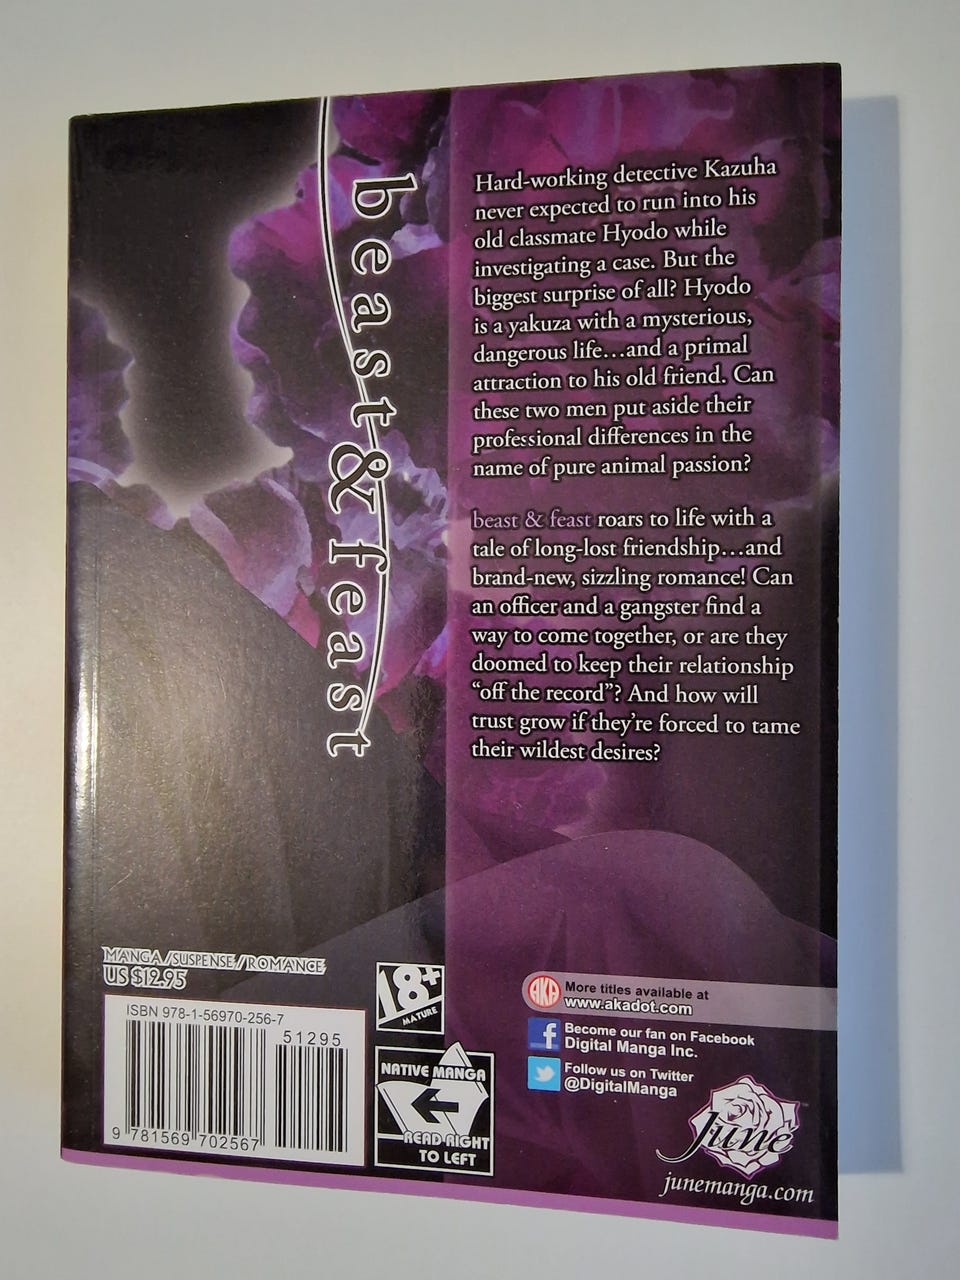 beast & feast
Hard-working detective Kazuha
never expected to run into his
old classmate Hyodo while
investigating a case. But the
biggest surprise of all? Hyodo
is a yakuza with a mysterious,
dangerous life...and a primal
attraction to his old friend. Can
these two men put aside their
professional differences in the
name of pure animal passion?
beast & feast roars to life with a
tale of long-lost friendship...and
brand-new, sizzling romance! Can
an officer and a gangster find a
way to come together, or are they
doomed to keep their relationship
“off the record”? And how will
trust grow if they’re forced to tame
their wildest desires?
MANGA/SUSPENSE/ROMANCE
US $12.95
ISBN 978-1-56970-256-7
51295
9 781569 702567
18+
MATURE
NATIVE MANGA
READ RIGHT
TO LEFT
AKA
More titles available at
www.akadot.com
f
Become our fan on Facebook
Digital Manga Inc.
Follow us on Twitter
@DigitalManga
June™
junemanga.com